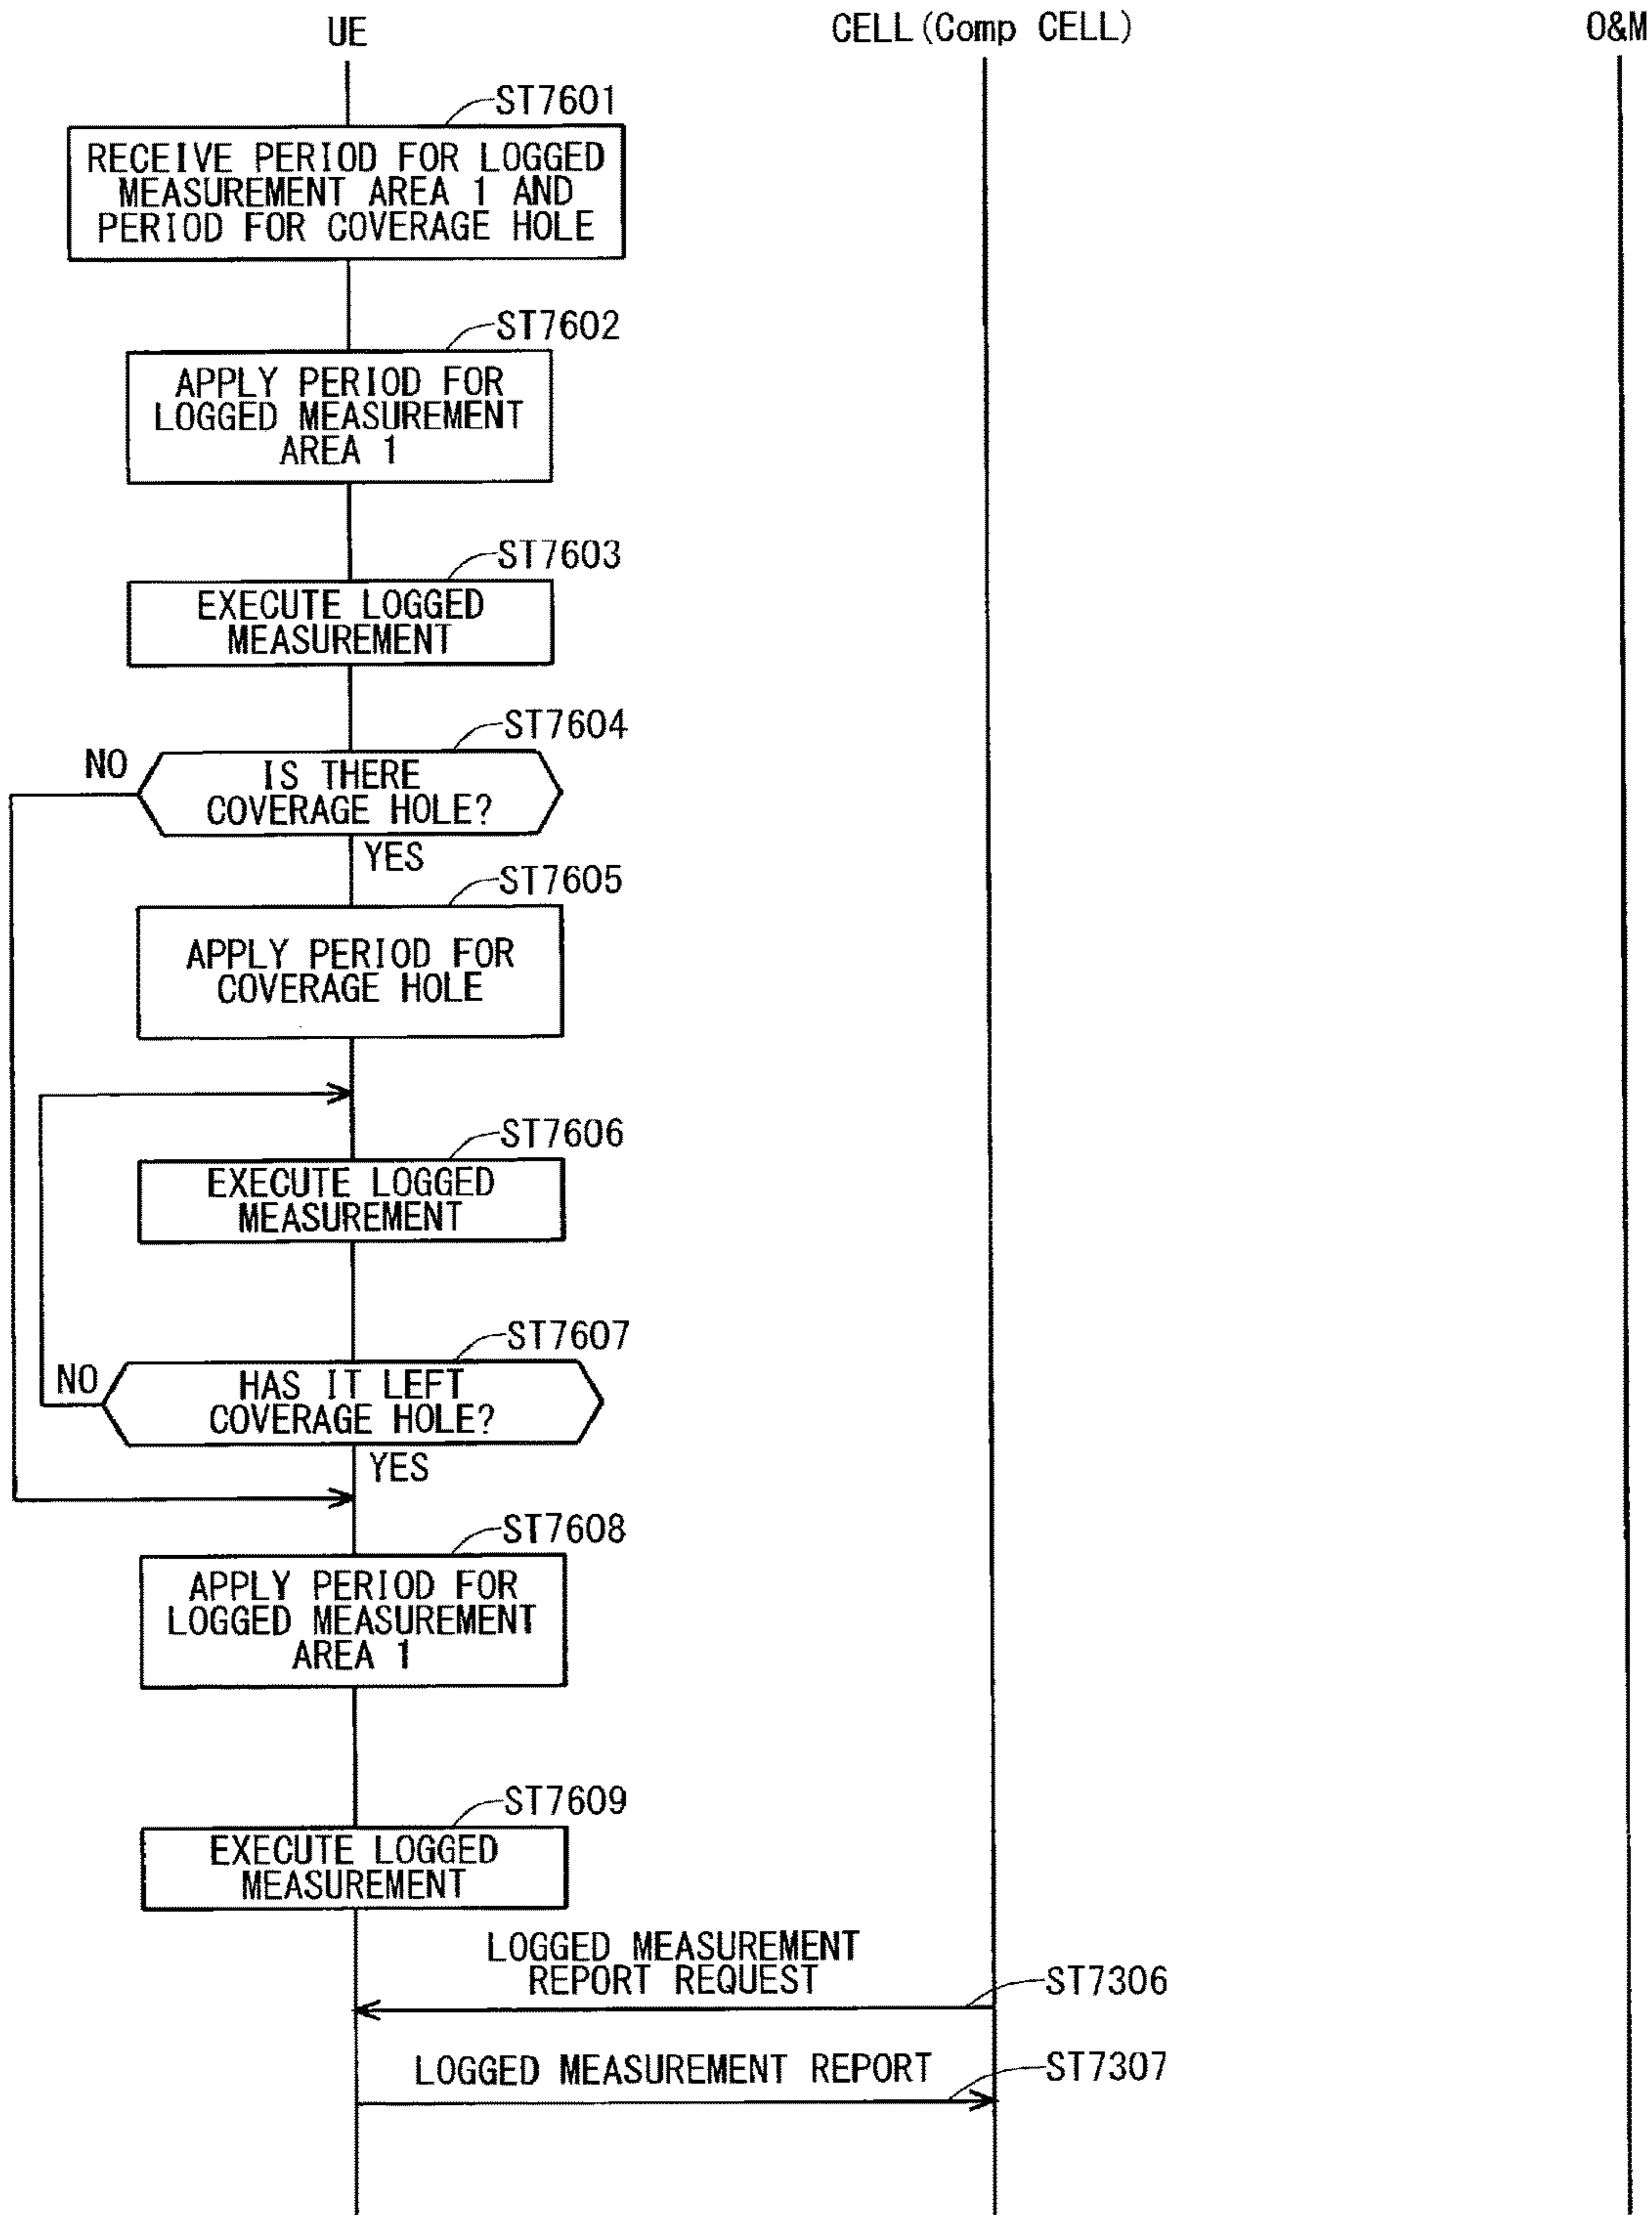 UE
CELL(Comp CELL)
O&M
ST7601
RECEIVE PERIOD FOR LOGGED
MEASUREMENT AREA 1 AND
PERIOD FOR COVERAGE HOLE
ST7602
APPLY PERIOD FOR
LOGGED MEASUREMENT
AREA 1
ST7603
EXECUTE LOGGED
MEASUREMENT
ST7604
NO
IS THERE
COVERAGE HOLE?
YES
ST7605
APPLY PERIOD FOR
COVERAGE HOLE
ST7606
EXECUTE LOGGED
MEASUREMENT
ST7607
NO
HAS IT LEFT
COVERAGE HOLE?
YES
ST7608
APPLY PERIOD FOR
LOGGED MEASUREMENT
AREA 1
ST7609
EXECUTE LOGGED
MEASUREMENT
LOGGED MEASUREMENT
REPORT REQUEST
ST7306
LOGGED MEASUREMENT REPORT
ST7307